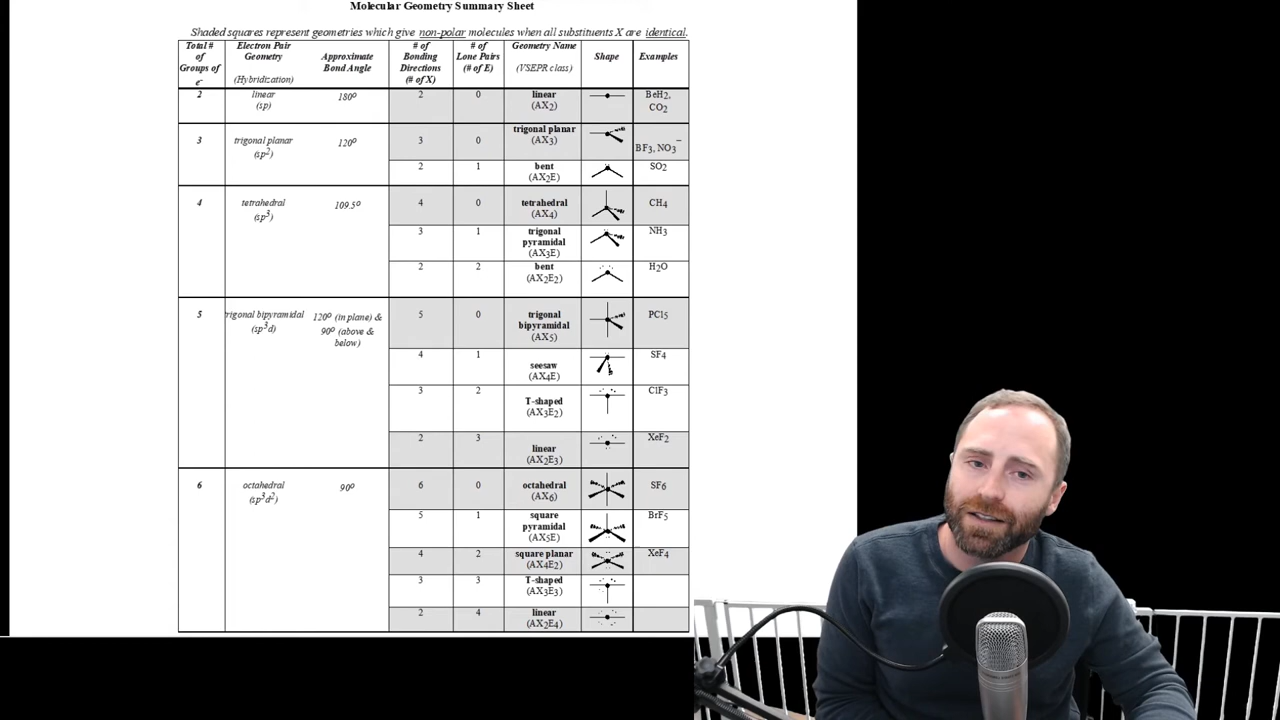 Molecular Geometry Summary Sheet
Shaded squares represent geometries which give non-polar molecules when all substituents X are identical.
Total # of Groups of e-
Electron Pair Geometry (Hybridization)
Approximate Bond Angle
# of Bonding Directions (# of X)
# of Lone Pairs (# of E)
Geometry Name (VSEPR class)
Shape
Examples
2 linear (sp) 180º 2 0 linear (AX2) BeH2, CO2
3 trigonal planar (sp2) 120º 3 0 trigonal planar (AX3) BF3, NO3−
2 1 bent (AX2E) SO2
4 tetrahedral (sp3) 109.5º 4 0 tetrahedral (AX4) CH4
3 1 trigonal pyramidal (AX3E) NH3
2 2 bent (AX2E2) H2O
5 trigonal bipyramidal (sp3d) 120º (in plane) & 90º (above & below) 5 0 trigonal bipyramidal (AX5) PCl5
4 1 seesaw (AX4E) SF4
3 2 T-shaped (AX3E2) ClF3
2 3 linear (AX2E3) XeF2
6 octahedral (sp3d2) 90º 6 0 octahedral (AX6) SF6
5 1 square pyramidal (AX5E) BrF5
4 2 square planar (AX4E2) XeF4
3 3 T-shaped (AX3E3)
2 4 linear (AX2E4)